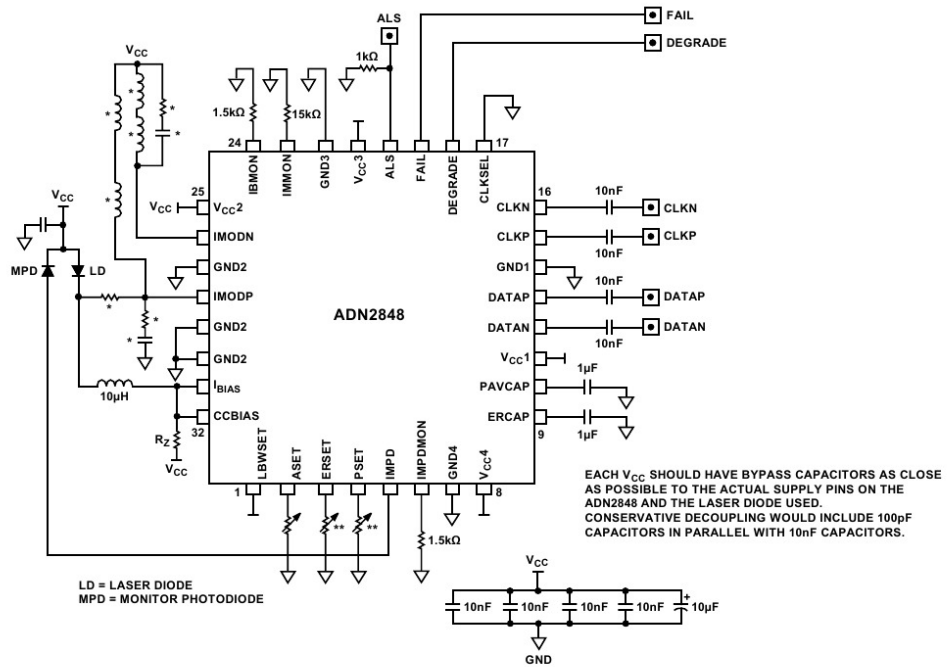 FAIL
ALS
DEGRADE
VCC
1kΩ
*
*
*
*
*
*
1.5kΩ
15kΩ
24
17
IBMON
IMMON
GND3
VCC3
ALS
FAIL
DEGRADE
CLKSEL
25
16
VCC
VCC
VCC2
CLKN
10nF
CLKN
IMODN
CLKP
10nF
CLKP
MPD
LD
GND2
GND1
IMODP
DATAP
10nF
DATAP
*
*
*
ADN2848
GND2
DATAN
10nF
DATAN
GND2
VCC1
10µH
IBIAS
PAVCAP
1µF
CCBIAS
ERCAP
1µF
32
9
RZ
VCC
LBWSET
ASET
ERSET
PSET
IMPD
IMPDMON
GND4
VCC4
1
8
**
**
1.5kΩ
EACH VCC SHOULD HAVE BYPASS CAPACITORS AS CLOSE
AS POSSIBLE TO THE ACTUAL SUPPLY PINS ON THE
ADN2848 AND THE LASER DIODE USED.
CONSERVATIVE DECOUPLING WOULD INCLUDE 100pF
CAPACITORS IN PARALLEL WITH 10nF CAPACITORS.
LD = LASER DIODE
MPD = MONITOR PHOTODIODE
VCC
10nF
10nF
10nF
10nF
+
10µF
GND